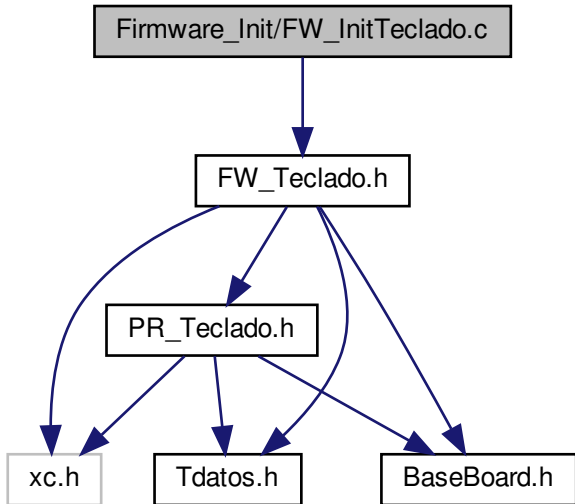 Firmware_Init/FW_InitTeclado.c
FW_Teclado.h
PR_Teclado.h
xc.h
Tdatos.h
BaseBoard.h